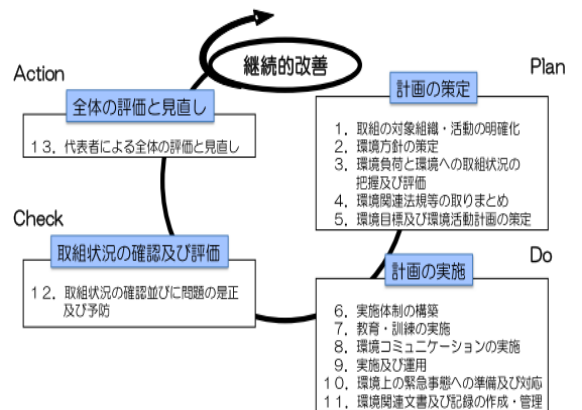 継続的改善
Plan
計画の策定
1. 取組の対象組織・活動の明確化
2. 環境方針の策定
3. 環境負荷と環境への取組状況の
把握及び評価
4. 環境関連法規等の取りまとめ
5. 環境目標及び環境活動計画の策定
Do
計画の実施
6. 実施体制の構築
7. 教育・訓練の実施
8. 環境コミュニケーションの実施
9. 実施及び運用
10. 環境上の緊急事態への準備及び対応
11. 環境関連文書及び記録の作成・管理
Check
取組状況の確認及び評価
12. 取組状況の確認並びに問題の是正
及び予防
Action
全体の評価と見直し
13. 代表者による全体の評価と見直し